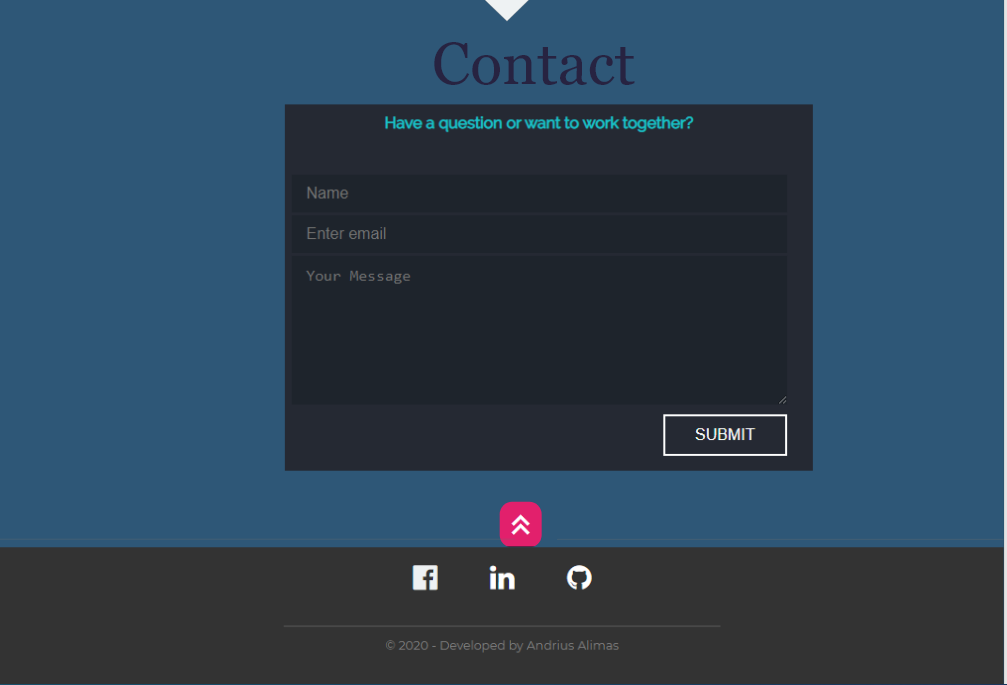 Contact
Have a question or want to work together?
Name
Enter email
Your Message
SUBMIT
© 2020 - Developed by Andrius Alimas